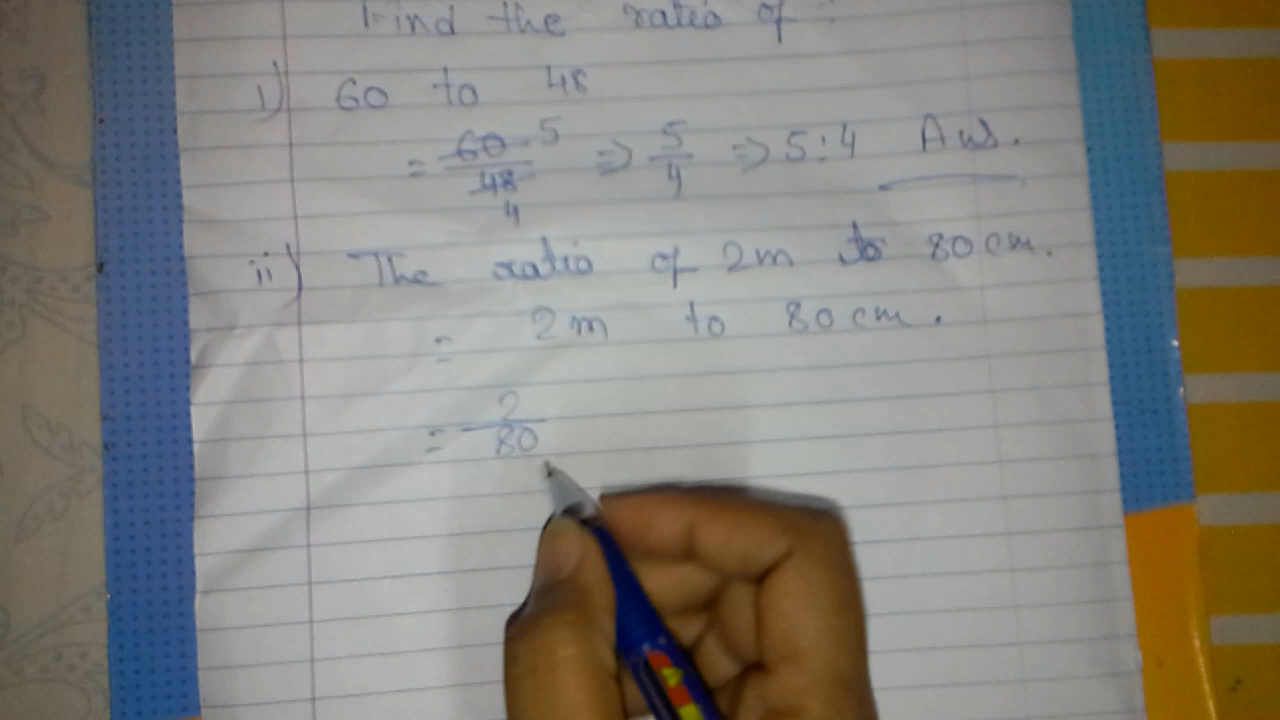 Find the ratio of :
i) 60 to 48
= 60/48 5/4 ⇒ 5/4 ⇒ 5:4 Ans.
ii) The ratio of 2m to 80cm.
= 2m to 80cm.
= 2/80